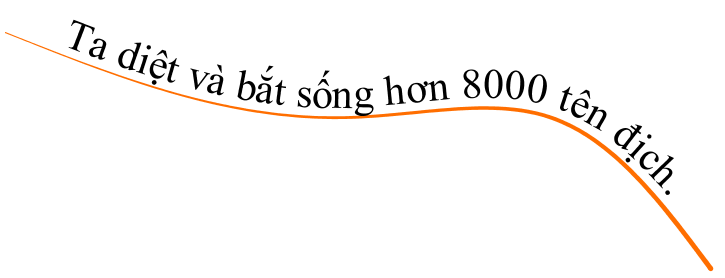 Ta diệt và bắt sống hơn 8000 tên địch.